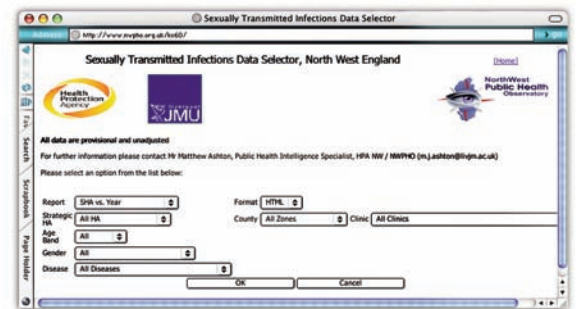 Sexually Transmitted Infections Data Selector
Address http://www.nwpho.org.uk/ks60/ go
Sexually Transmitted Infections Data Selector, North West England [Home]
Health Protection Agency
JMU
NorthWest Public Health Observatory
All data are provisional and unadjusted
For further information please contact Mr Matthew Ashton, Public Health Intelligence Specialist, HPA NW / NWPHO (m.j.ashton@livjm.ac.uk)
Please select an option from the list below:
Report SHA vs. Year Format HTML
Strategic HA All HA County All Zones Clinic All Clinics
Age Band All
Gender All
Disease All Diseases
OK Cancel
Fav.
Search
Scrapbook
Page Holder